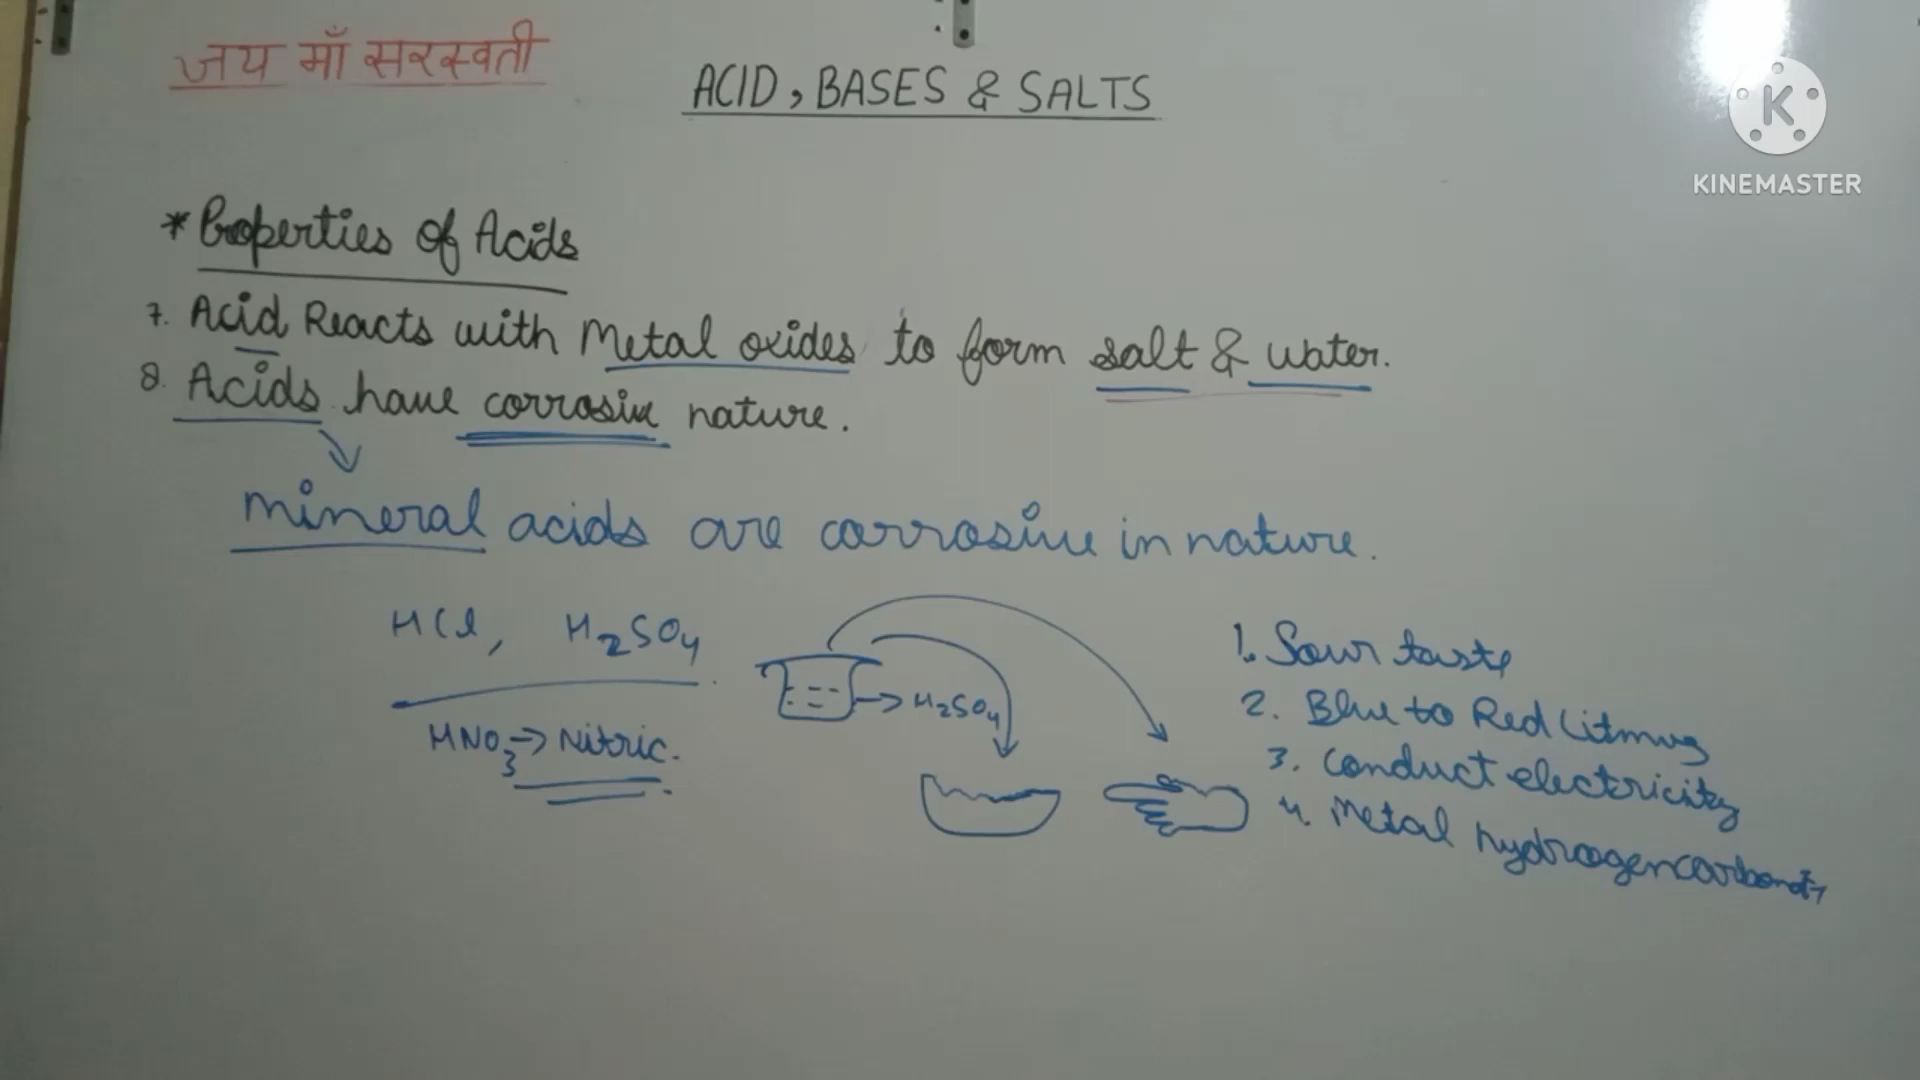 जय माँ सरस्वती
ACID, BASES & SALTS
K
KINEMASTER
* Properties of Acids
7. Acid Reacts with Metal oxides to form salt & water.
8. Acids have corrosive nature.
mineral acids are corrosive in nature.
HCl, H2SO4
HNO3 → Nitric.
→ H2SO4
1. Sour taste
2. Blue to Red Litmus
3. Conduct electricity
4. Metal hydrogencarbonate